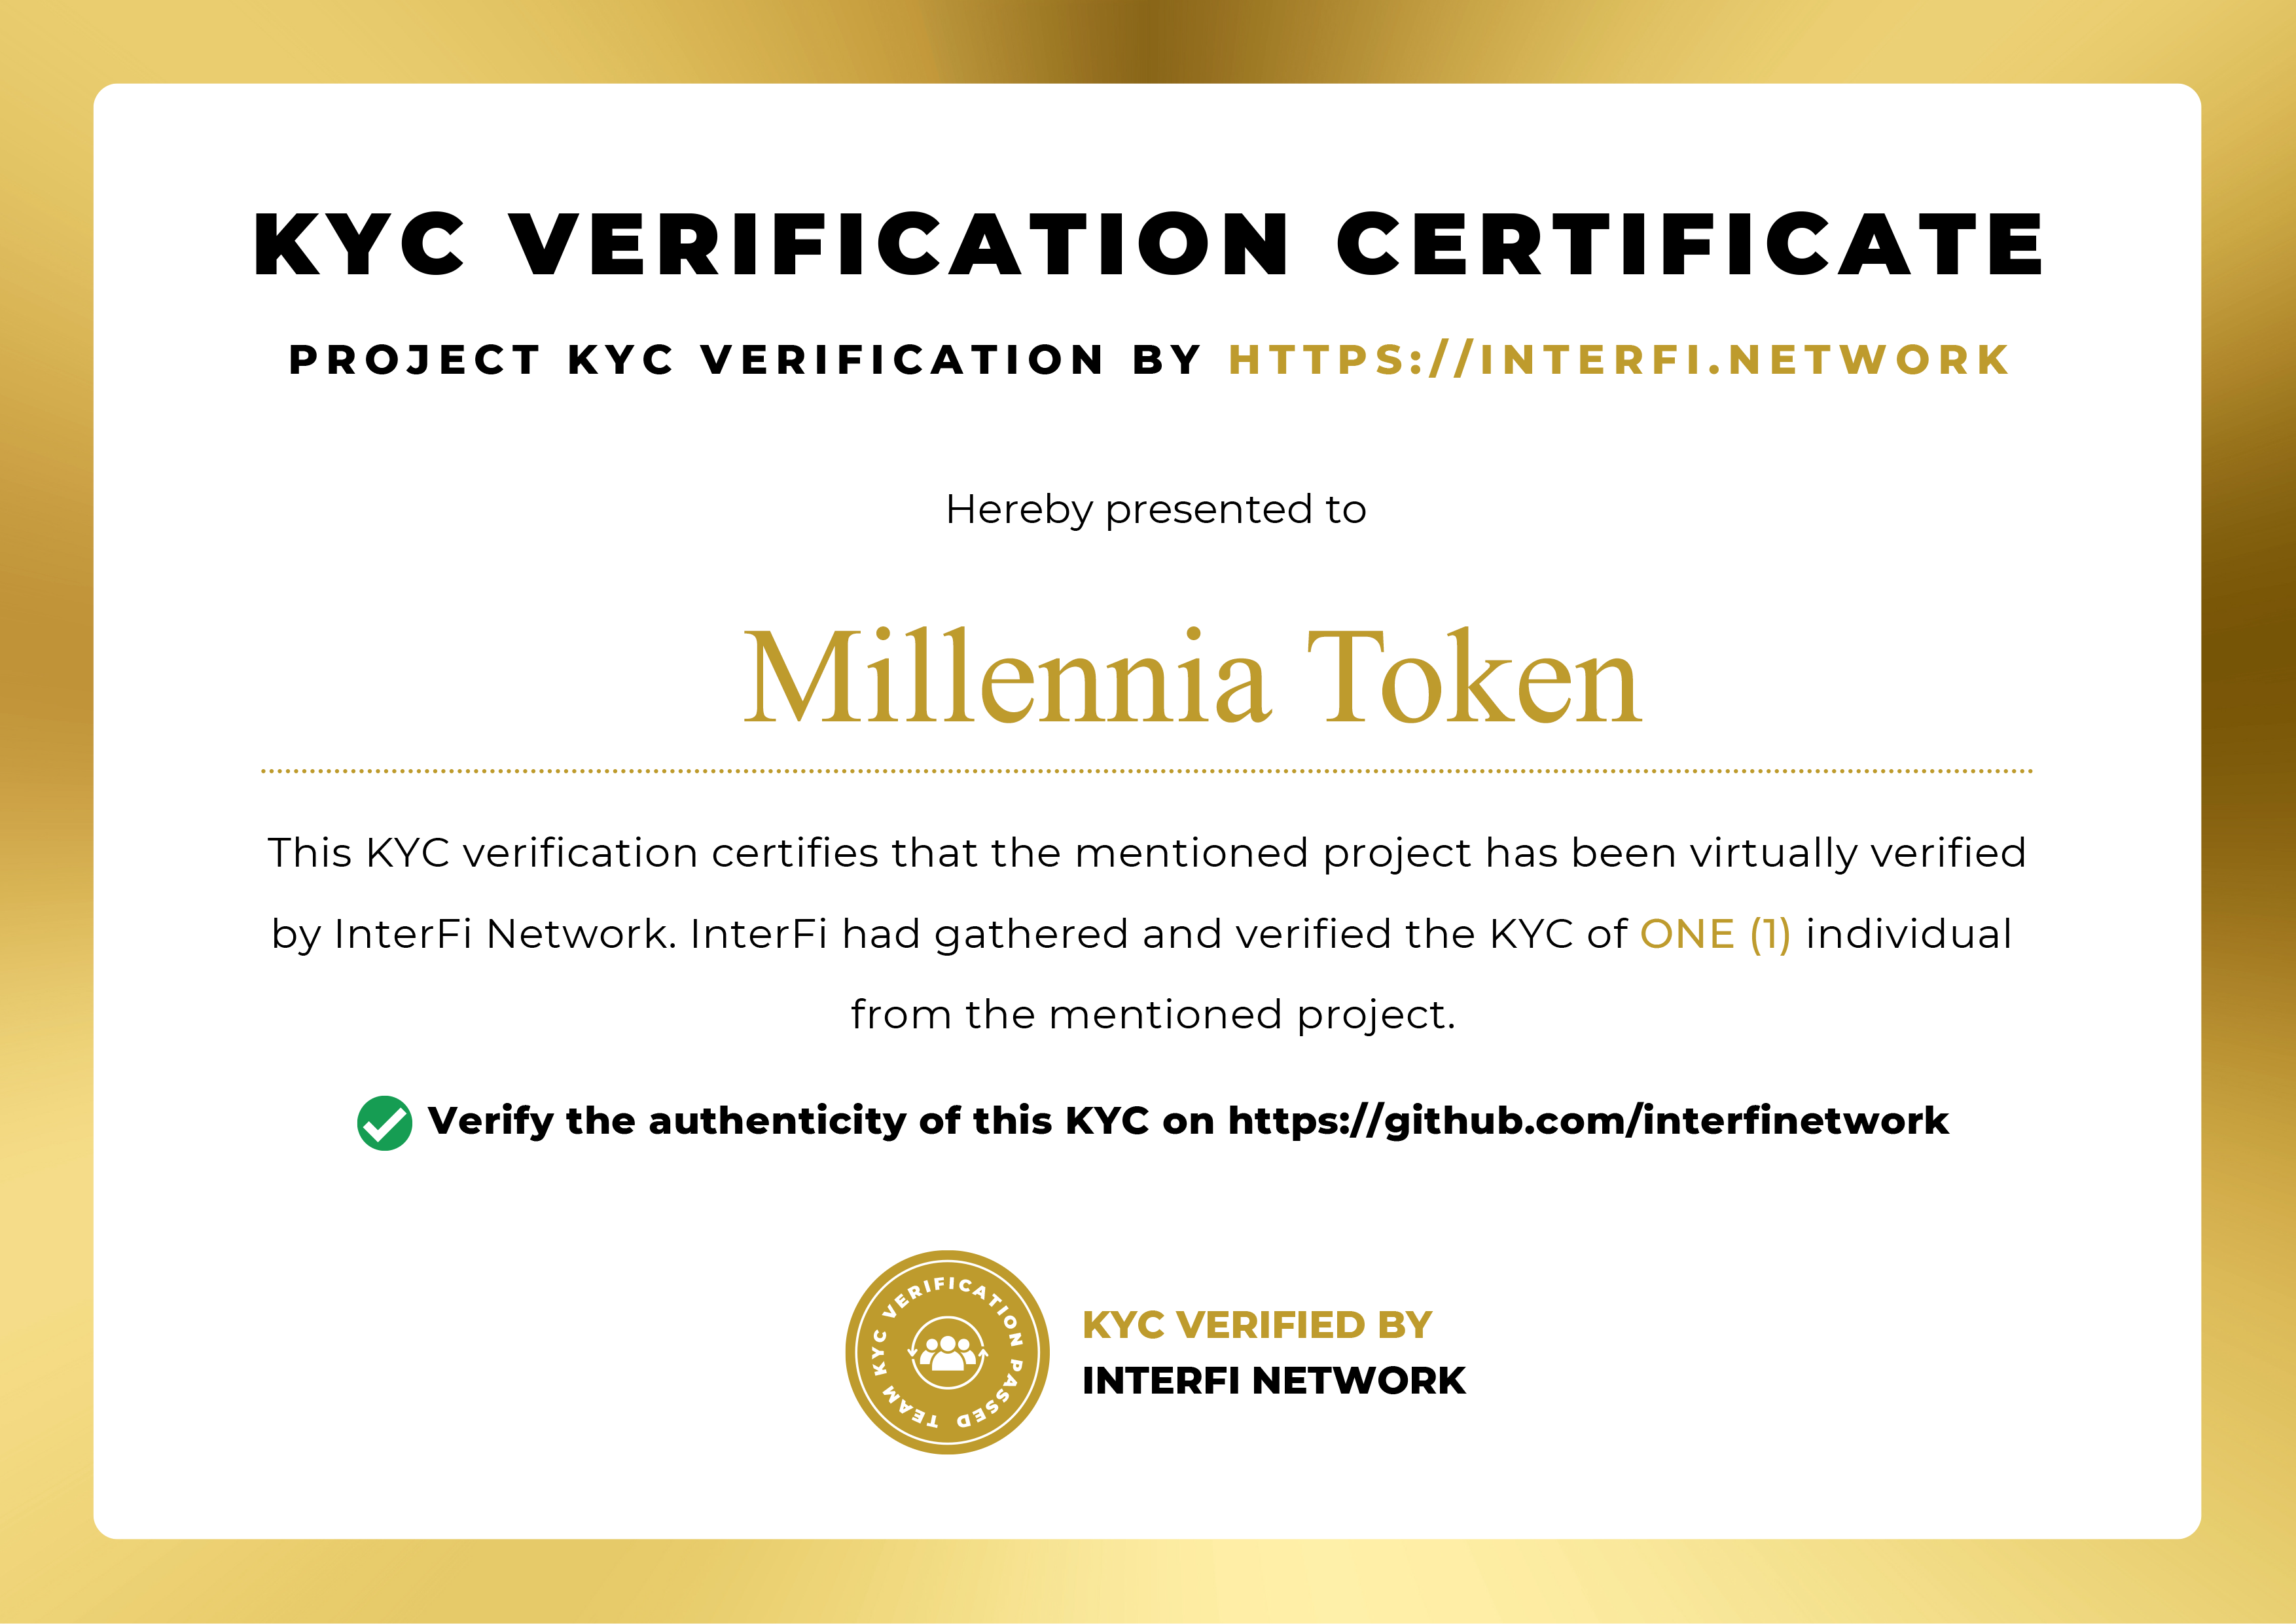 KYC VERIFICATION CERTIFICATE
PROJECT KYC VERIFICATION BY HTTPS://INTERFI.NETWORK
Hereby presented to
Millennia Token
This KYC verification certifies that the mentioned project has been virtually verified
by InterFi Network. InterFi had gathered and verified the KYC of ONE (1) individual
from the mentioned project.
Verify the authenticity of this KYC on https://github.com/interfinetwork
TEAM KYC VERIFICATION PASSED
KYC VERIFIED BY
INTERFI NETWORK